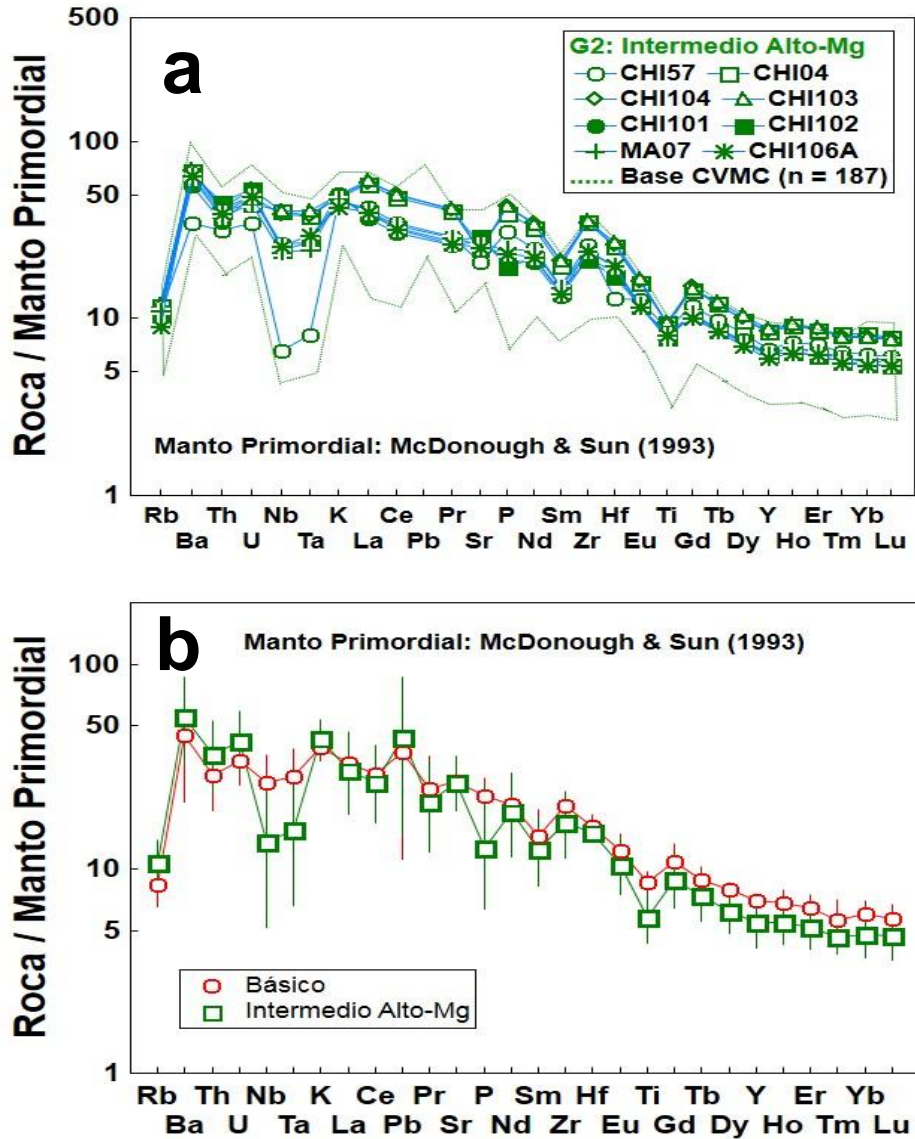 a
Roca / Manto Primordial
500
100
50
10
5
1
G2: Intermedio Alto-Mg
CHI57 CHI04
CHI104 CHI103
CHI101 CHI102
MA07 CHI106A
Base CVMC (n = 187)
Manto Primordial: McDonough & Sun (1993)
Rb Th Nb K Ce Pr P Sm Hf Ti Tb Y Er Yb
Ba U Ta La Pb Sr Nd Zr Eu Gd Dy Ho Tm Lu
b
Manto Primordial: McDonough & Sun (1993)
Roca / Manto Primordial
100
50
10
5
1
Básico
Intermedio Alto-Mg
Rb Th Nb K Ce Pr P Sm Hf Ti Tb Y Er Yb
Ba U Ta La Pb Sr Nd Zr Eu Gd Dy Ho Tm Lu